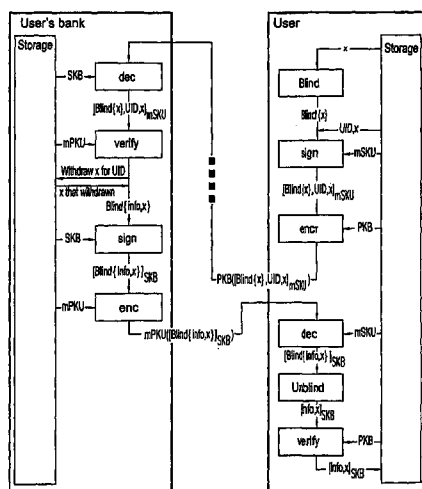 User's bank
Storage
SKB
dec
[Blind{x},UID,x]mSKU
mPKU
verify
Withdraw x for UID
x that withdrawn
Blind{info,x}
SKB
sign
[Blind{info,x}]SKB
mPKU
enc
mPKU([Blind{info,x}]SKB)
PKB([Blind{x},UID,x]mSKU)
User
Storage
x
Blind
Blind{x}
UID,x
sign
mSKU
[Blind{x},UID,x]mSKU
encr
PKB
dec
mSKU
[Blind{info,x}]SKB
Unblind
[info,x]SKB
verify
PKB
[info,x]SKB